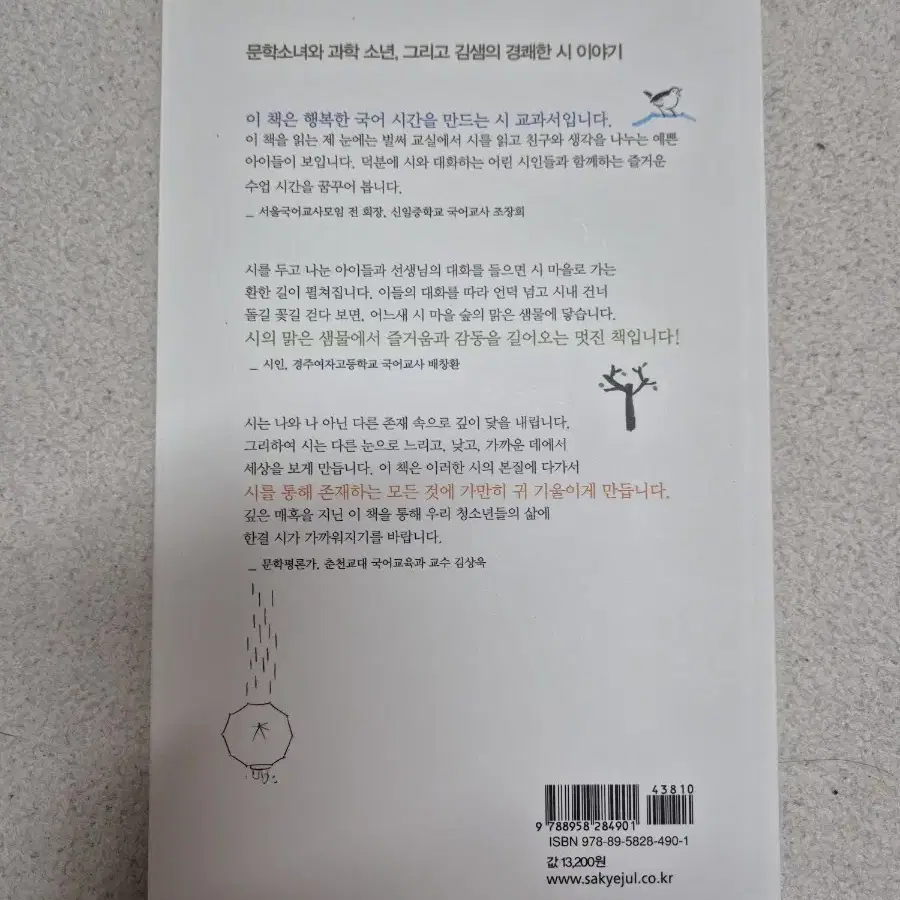 문학소녀와 과학 소년, 그리고 김샘의 경쾌한 시 이야기
이 책은 행복한 국어 시간을 만드는 시 교과서입니다.
이 책을 읽는 제 눈에는 벌써 교실에서 시를 읽고 친구와 생각을 나누는 예쁜
아이들이 보입니다. 덕분에 시와 대화하는 어린 시인들과 함께하는 즐거운
수업 시간을 꿈꾸어 봅니다.
_ 서울국어교사모임 전 회장, 신일중학교 국어교사 조장희
시를 두고 나눈 아이들과 선생님의 대화를 들으면 시 마을로 가는
환한 길이 펼쳐집니다. 이들의 대화를 따라 언덕 넘고 시내 건너
돌길 꽃길 걷다 보면, 어느새 시 마을 숲의 맑은 샘물에 닿습니다.
시의 맑은 샘물에서 즐거움과 감동을 길어오는 멋진 책입니다!
_ 시인, 경주여자고등학교 국어교사 배창환
시는 나와 나 아닌 다른 존재 속으로 깊이 닻을 내립니다.
그리하여 시는 다른 눈으로 느리고, 낮고, 가까운 데에서
세상을 보게 만듭니다. 이 책은 이러한 시의 본질에 다가서
시를 통해 존재하는 모든 것에 가만히 귀 기울이게 만듭니다.
깊은 매혹을 지닌 이 책을 통해 우리 청소년들의 삶에
한결 시가 가까워지기를 바랍니다.
_ 문학평론가, 춘천교대 국어교육과 교수 김상욱
43810
9 788958 284901
ISBN 978-89-5828-490-1
값 13,200원
www.sakyejul.co.kr